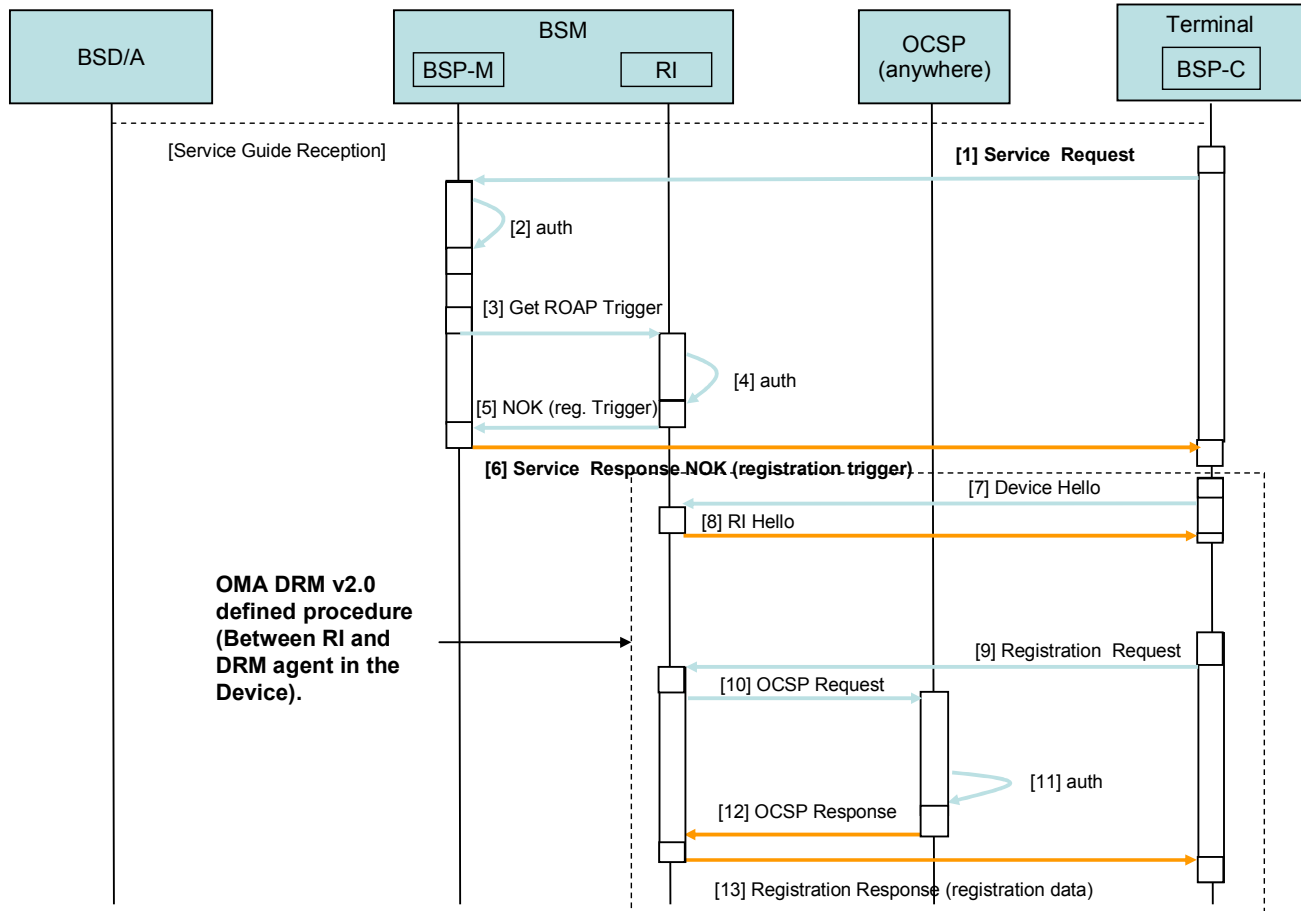 BSD/A
BSM
BSP-M
RI
OCSP
(anywhere)
Terminal
BSP-C
[Service Guide Reception]
[1] Service Request
[2] auth
[3] Get ROAP Trigger
[4] auth
[5] NOK (reg. Trigger)
[6] Service Response NOK (registration trigger)
[7] Device Hello
[8] RI Hello
OMA DRM v2.0
defined procedure
(Between RI and
DRM agent in the
Device).
[9] Registration Request
[10] OCSP Request
[11] auth
[12] OCSP Response
[13] Registration Response (registration data)